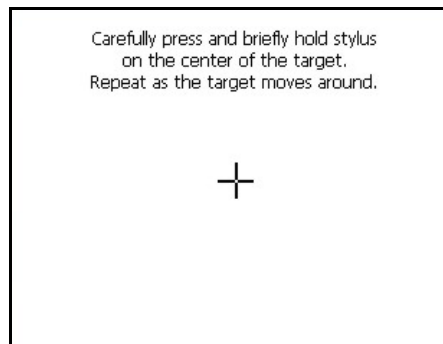 Carefully press and briefly hold stylus
on the center of the target.
Repeat as the target moves around.